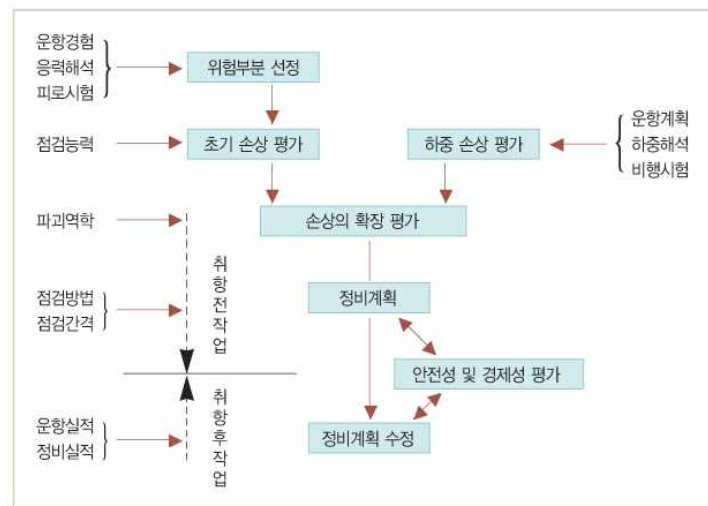 운항경험
응력해석
피로시험
위험부분 선정
점검능력
초기 손상 평가
하중 손상 평가
운항계획
하중해석
비행시험
파괴역학
손상의 확장 평가
취항전작업
점검방법
점검간격
정비계획
안전성 및 경제성 평가
취항후작업
운항실적
정비실적
정비계획 수정